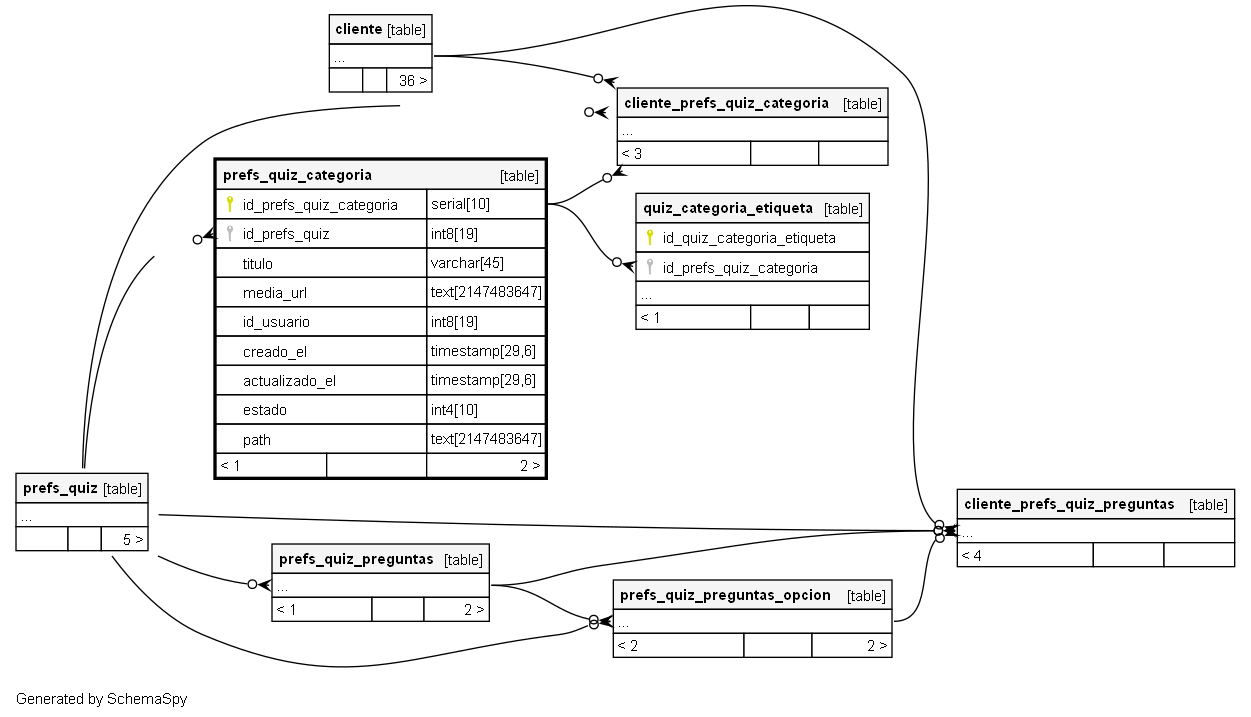 cliente [table]
...
36 >
cliente_prefs_quiz_categoria [table]
...
< 3
prefs_quiz_categoria [table]
id_prefs_quiz_categoria serial[10]
id_prefs_quiz int8[19]
titulo varchar[45]
media_url text[2147483647]
id_usuario int8[19]
creado_el timestamp[29,6]
actualizado_el timestamp[29,6]
estado int4[10]
path text[2147483647]
< 1 2 >
quiz_categoria_etiqueta [table]
id_quiz_categoria_etiqueta
id_prefs_quiz_categoria
...
< 1
prefs_quiz [table]
...
5 >
cliente_prefs_quiz_preguntas [table]
...
< 4
prefs_quiz_preguntas [table]
...
< 1 2 >
prefs_quiz_preguntas_opcion [table]
...
< 2 2 >
Generated by SchemaSpy